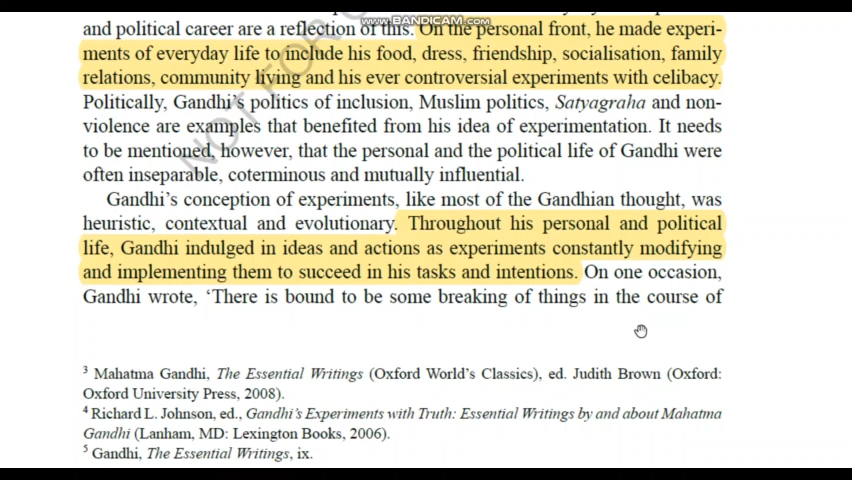 www.BANDICAM.com
and political career are a reflection of this. On the personal front, he made experi-
ments of everyday life to include his food, dress, friendship, socialisation, family
relations, community living and his ever controversial experiments with celibacy.
Politically, Gandhi's politics of inclusion, Muslim politics, Satyagraha and non-
violence are examples that benefited from his idea of experimentation. It needs
to be mentioned, however, that the personal and the political life of Gandhi were
often inseparable, coterminous and mutually influential.
Gandhi's conception of experiments, like most of the Gandhian thought, was
heuristic, contextual and evolutionary. Throughout his personal and political
life, Gandhi indulged in ideas and actions as experiments constantly modifying
and implementing them to succeed in his tasks and intentions. On one occasion,
Gandhi wrote, 'There is bound to be some breaking of things in the course of
3 Mahatma Gandhi, The Essential Writings (Oxford World's Classics), ed. Judith Brown (Oxford:
Oxford University Press, 2008).
4 Richard L. Johnson, ed., Gandhi's Experiments with Truth: Essential Writings by and about Mahatma
Gandhi (Lanham, MD: Lexington Books, 2006).
5 Gandhi, The Essential Writings, ix.
NOT FOR